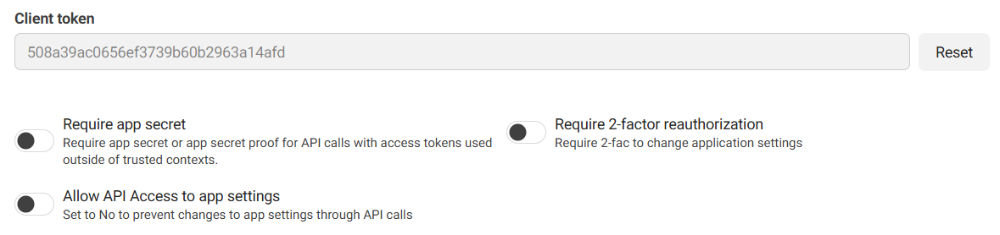 Client token
508a39ac0656ef3739b60b2963a14afd
Reset
Require app secret
Require app secret or app secret proof for API calls with access tokens used
outside of trusted contexts.
Require 2-factor reauthorization
Require 2-fac to change application settings
Allow API Access to app settings
Set to No to prevent changes to app settings through API calls